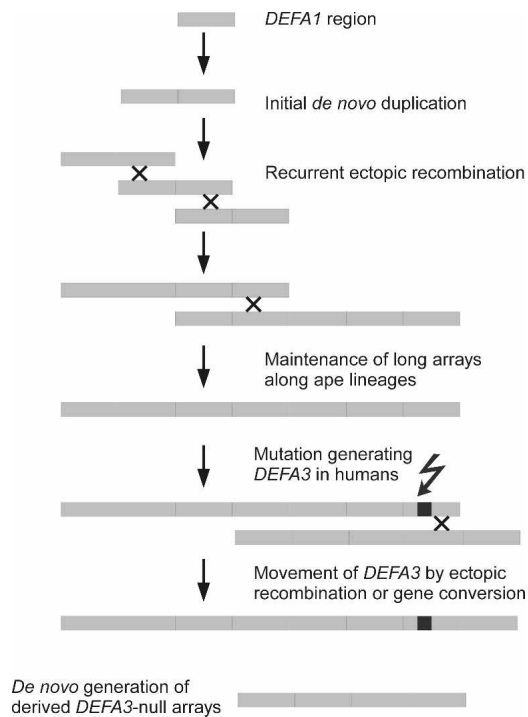 DEFA1 region
Initial de novo duplication
Recurrent ectopic recombination
Maintenance of long arrays
along ape lineages
Mutation generating
DEFA3 in humans
Movement of DEFA3 by ectopic
recombination or gene conversion
De novo generation of
derived DEFA3-null arrays